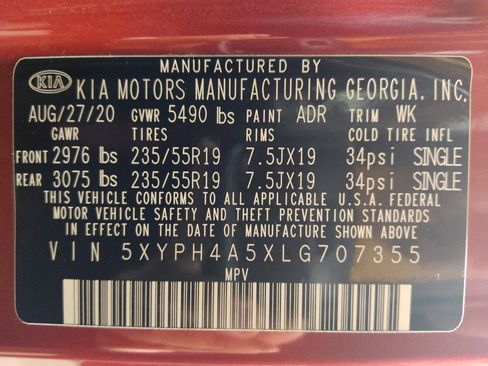 MANUFACTURED BY
KIA KIA MOTORS MANUFACTURING GEORGIA, INC.
AUG/27/20 GVWR 5490 lbs PAINT ADR TRIM WK
GAWR TIRES RIMS COLD TIRE INFL
FRONT 2976 lbs 235/55R19 7.5JX19 34psi SINGLE
REAR 3075 lbs 235/55R19 7.5JX19 34psi SINGLE
THIS VEHICLE CONFORMS TO ALL APPLICABLE U.S.A. FEDERAL
MOTOR VEHICLE SAFETY, BUMPER, AND THEFT PREVENTION STANDARDS
IN EFFECT ON THE DATE OF MANUFACTURE SHOWN ABOVE
VIN 5XYPH4A5XLG707355
MPV